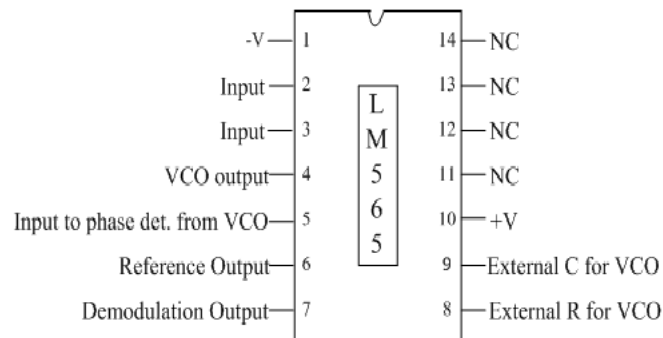 -V 1 14 NC
Input 2 13 NC
Input 3 12 NC
VCO output 4 11 NC
Input to phase det. from VCO 5 10 +V
Reference Output 6 9 External C for VCO
Demodulation Output 7 8 External R for VCO
L
M
5
6
5